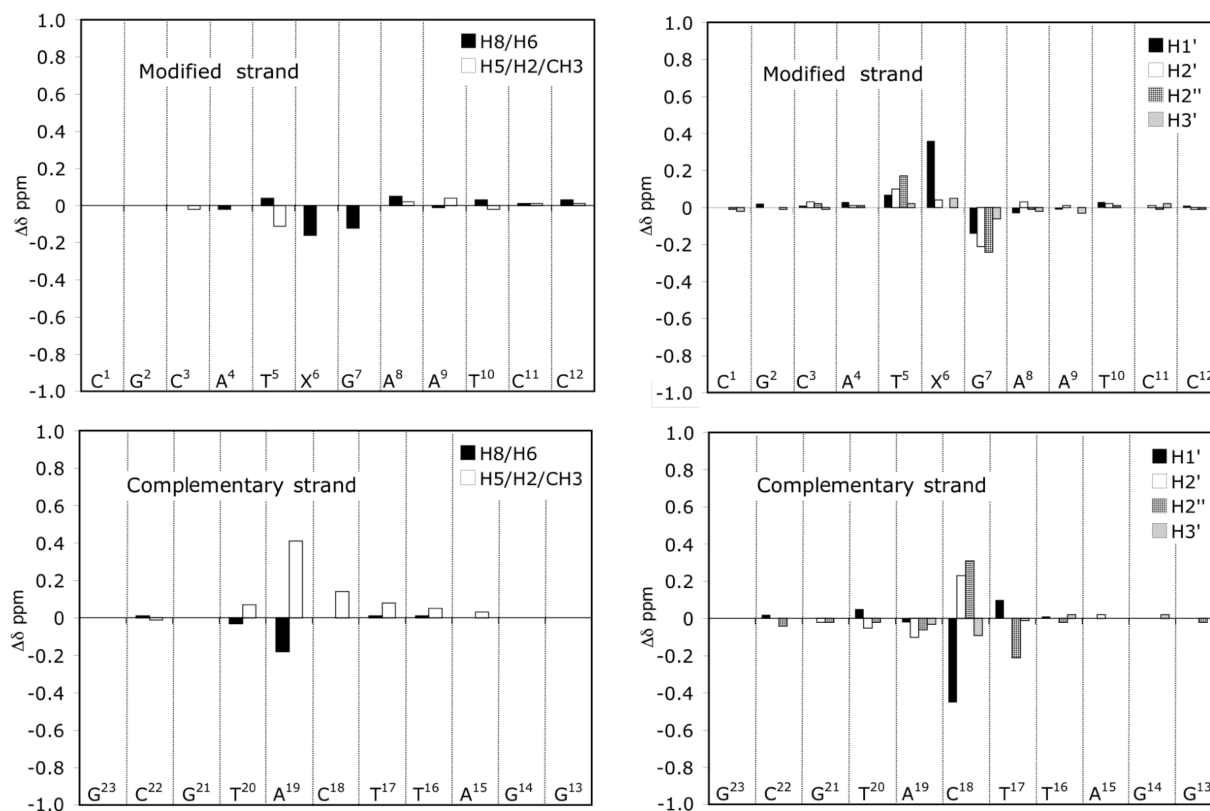 1.0
0.8
0.6
0.4
0.2
0
-0.2
-0.4
-0.6
-0.8
-1.0
Δδ ppm
Modified strand
H8/H6
H5/H2/CH3
C1 G2 C3 A4 T5 X6 G7 A8 A9 T10 C11 C12
1.0
0.8
0.6
0.4
0.2
0
-0.2
-0.4
-0.6
-0.8
-1.0
Δδ ppm
Modified strand
H1'
H2'
H2''
H3'
C1 G2 C3 A4 T5 X6 G7 A8 A9 T10 C11 C12
1.0
0.8
0.6
0.4
0.2
0
-0.2
-0.4
-0.6
-0.8
-1.0
Δδ ppm
Complementary strand
H8/H6
H5/H2/CH3
G23 C22 G21 T20 A19 C18 T17 T16 A15 G14 G13
1.0
0.8
0.6
0.4
0.2
0
-0.2
-0.4
-0.6
-0.8
-1.0
Δδ ppm
Complementary strand
H1'
H2'
H2''
H3'
G23 C22 G21 T20 A19 C18 T17 T16 A15 G14 G13